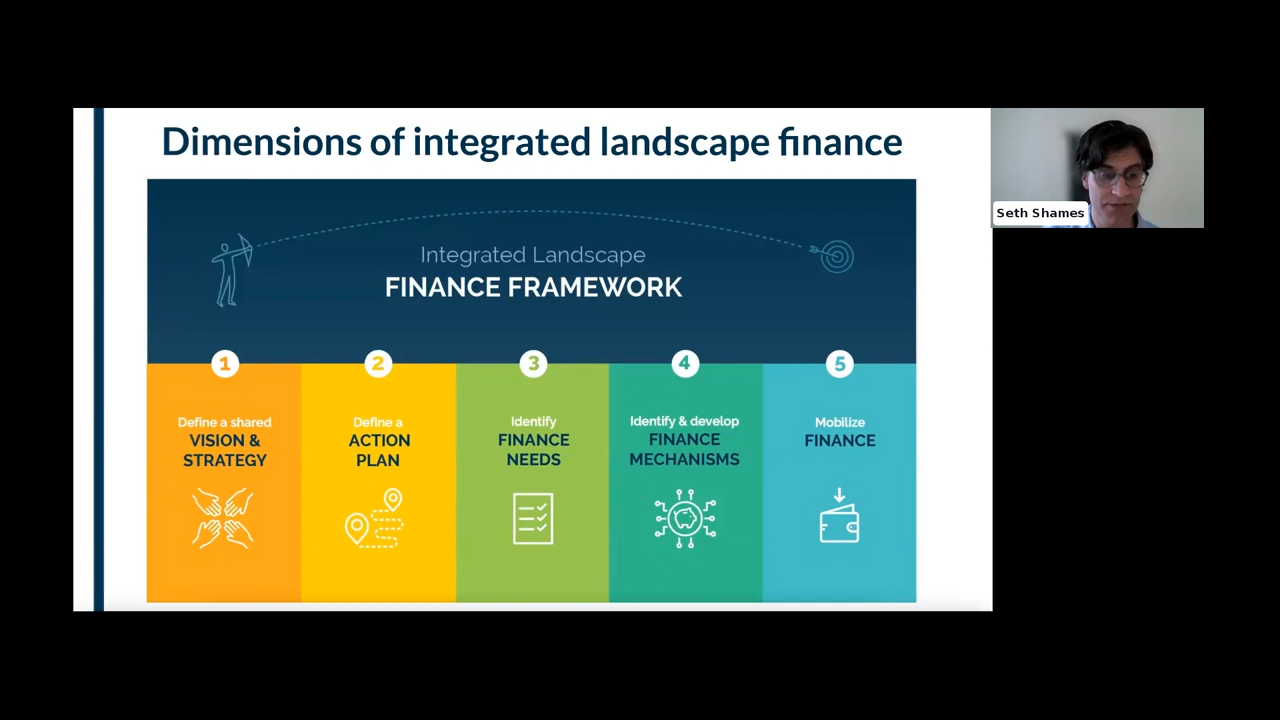 Dimensions of integrated landscape finance
Seth Shames
Integrated Landscape
FINANCE FRAMEWORK
1
Define a shared
VISION &
STRATEGY
2
Define a
ACTION
PLAN
3
Identify
FINANCE
NEEDS
4
Identify & develop
FINANCE
MECHANISMS
5
Mobilize
FINANCE